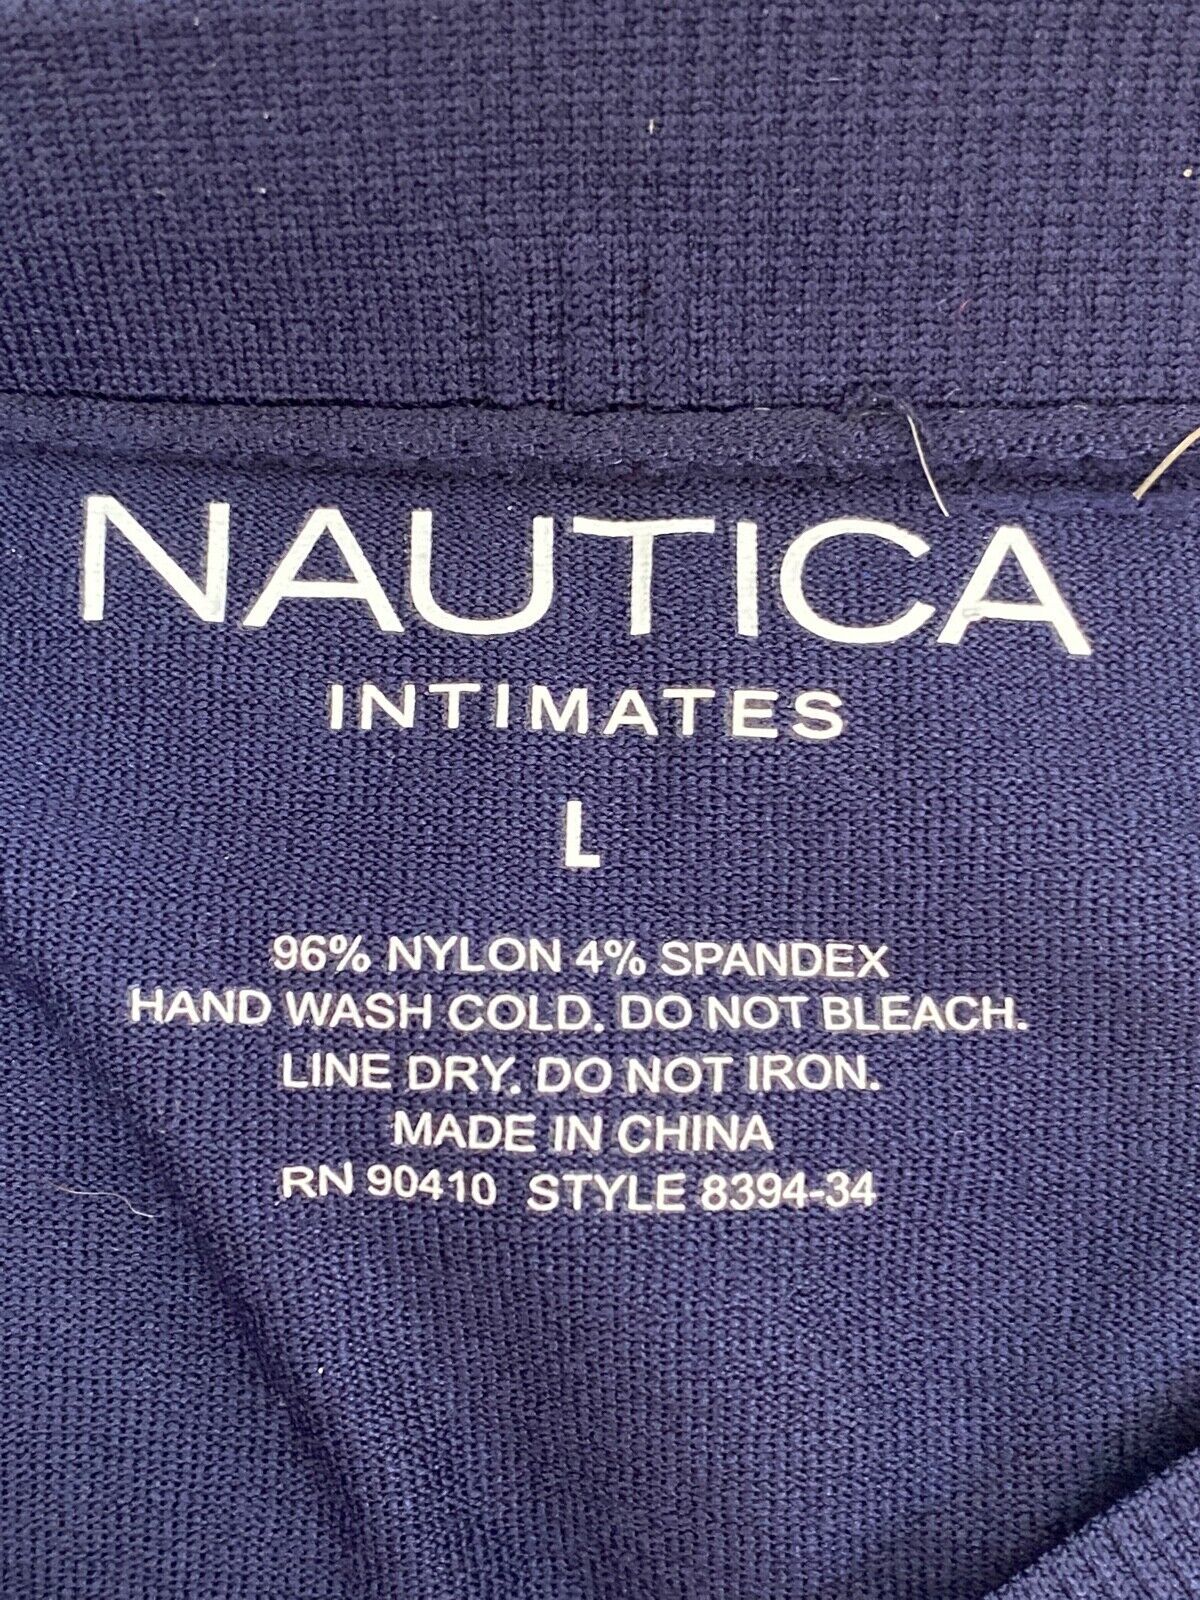 NAUTICA
INTIMATES
L
96% NYLON 4% SPANDEX
HAND WASH COLD. DO NOT BLEACH.
LINE DRY. DO NOT IRON.
MADE IN CHINA
RN 90410 STYLE 8394-34